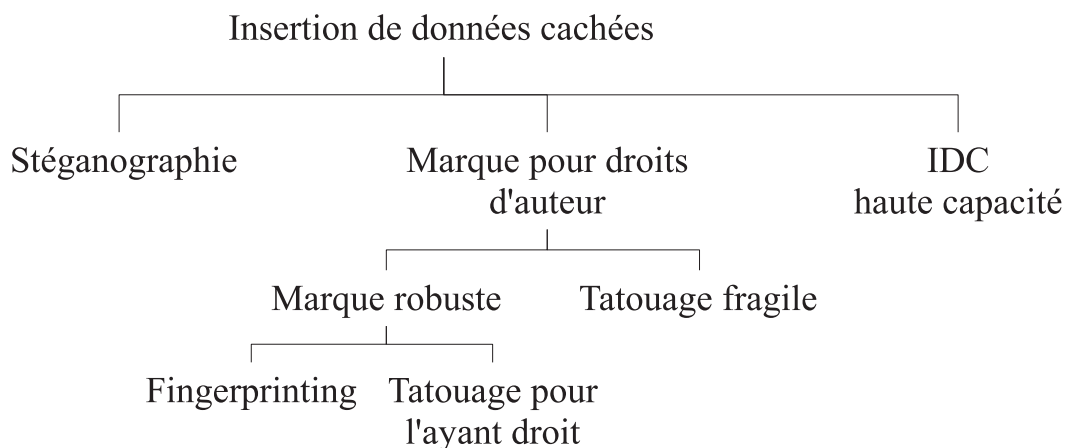 Insertion de données cachées
Stéganographie
Marque pour droits
d'auteur
IDC
haute capacité
Marque robuste
Tatouage fragile
Fingerprinting
Tatouage pour
l'ayant droit